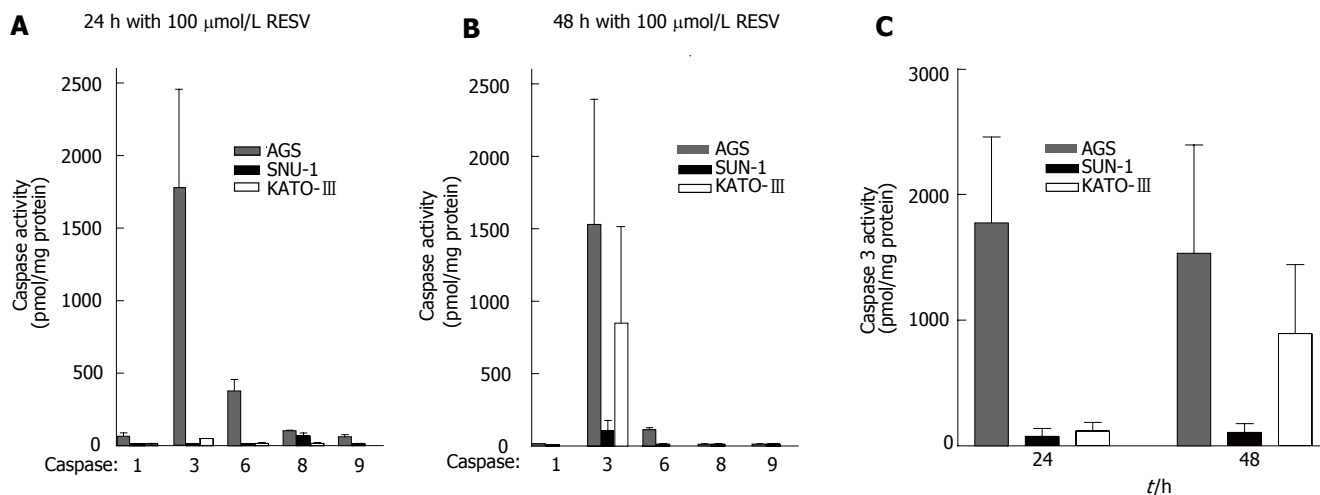 A
24 h with 100 μmol/L RESV
Caspase activity
(pmol/mg protein)
2500
2000
1500
1000
500
0
AGS
SNU-1
KATO-Ⅲ
Caspase: 1 3 6 8 9
B
48 h with 100 μmol/L RESV
Caspase activity
(pmol/mg protein)
2500
2000
1500
1000
500
0
AGS
SUN-1
KATO-Ⅲ
Caspase: 1 3 6 8 9
C
Caspase 3 activity
(pmol/mg protein)
3000
2000
1000
0
AGS
SUN-1
KATO-Ⅲ
24 48
t/h